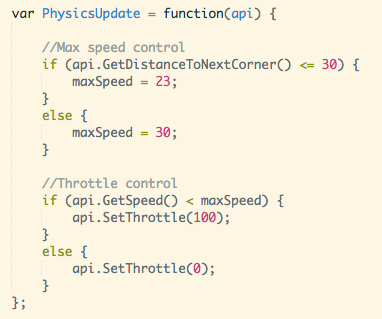 var PhysicsUpdate = function(api) {
//Max speed control
if (api.GetDistanceToNextCorner() <= 30) {
maxSpeed = 23;
}
else {
maxSpeed = 30;
}
//Throttle control
if (api.GetSpeed() < maxSpeed) {
api.SetThrottle(100);
}
else {
api.SetThrottle(0);
}
};